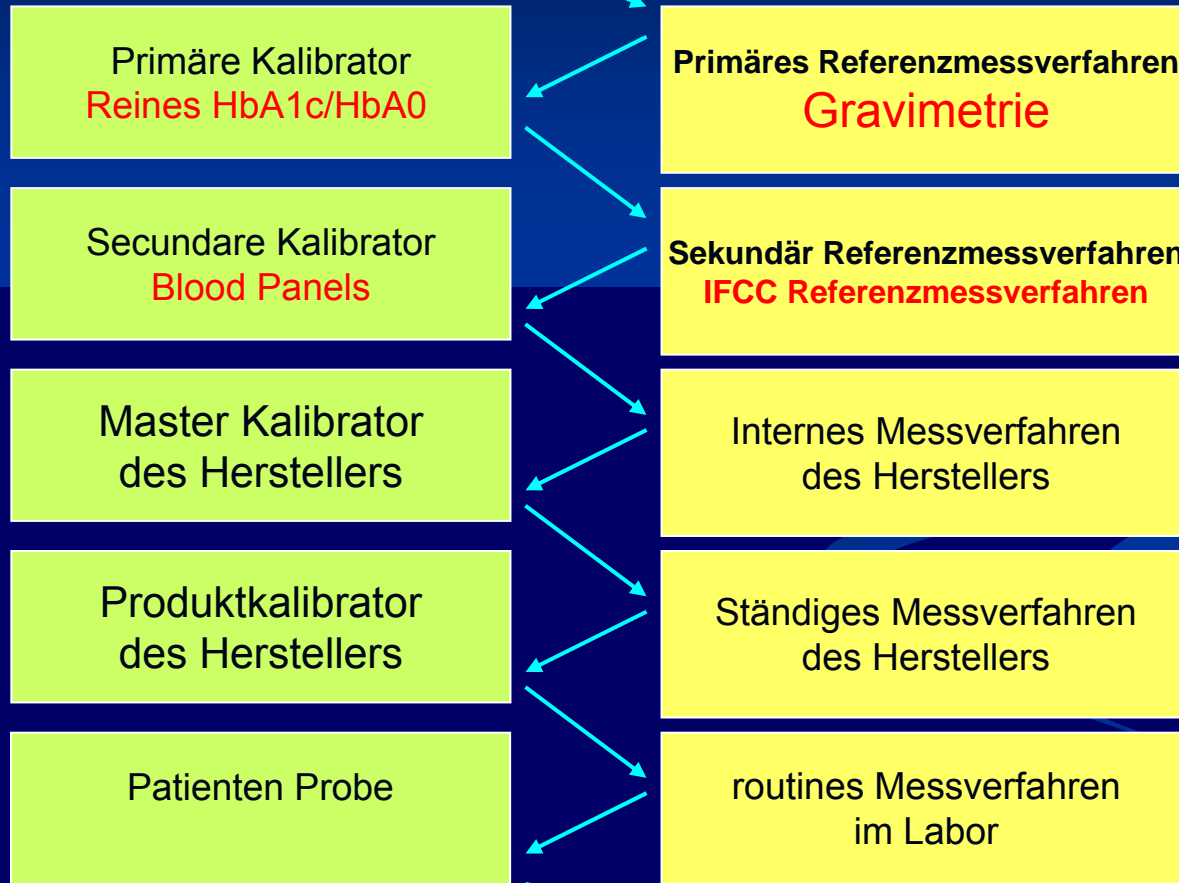 Primäre Kalibrator
Reines HbA1c/HbA0
Primäres Referenzmessverfahren
Gravimetrie
Secundare Kalibrator
Blood Panels
Sekundär Referenzmessverfahren
IFCC Referenzmessverfahren
Master Kalibrator
des Herstellers
Internes Messverfahren
des Herstellers
Produktkalibrator
des Herstellers
Ständiges Messverfahren
des Herstellers
Patienten Probe
routines Messverfahren
im Labor